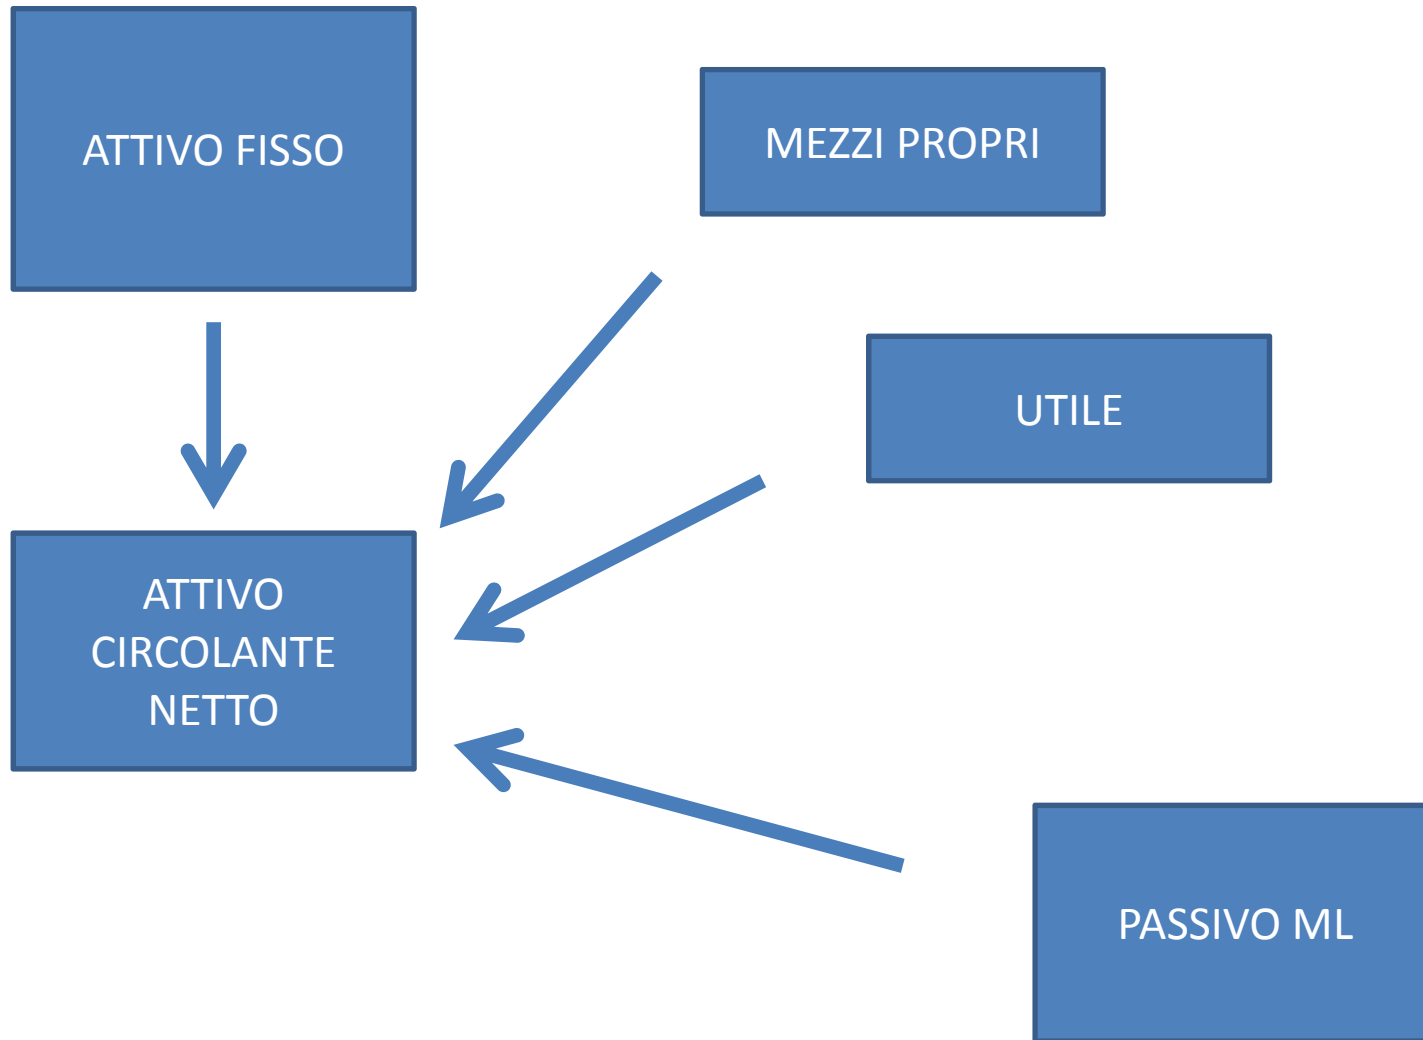 ATTIVO FISSO
MEZZI PROPRI
UTILE
ATTIVO
CIRCOLANTE
NETTO
PASSIVO ML